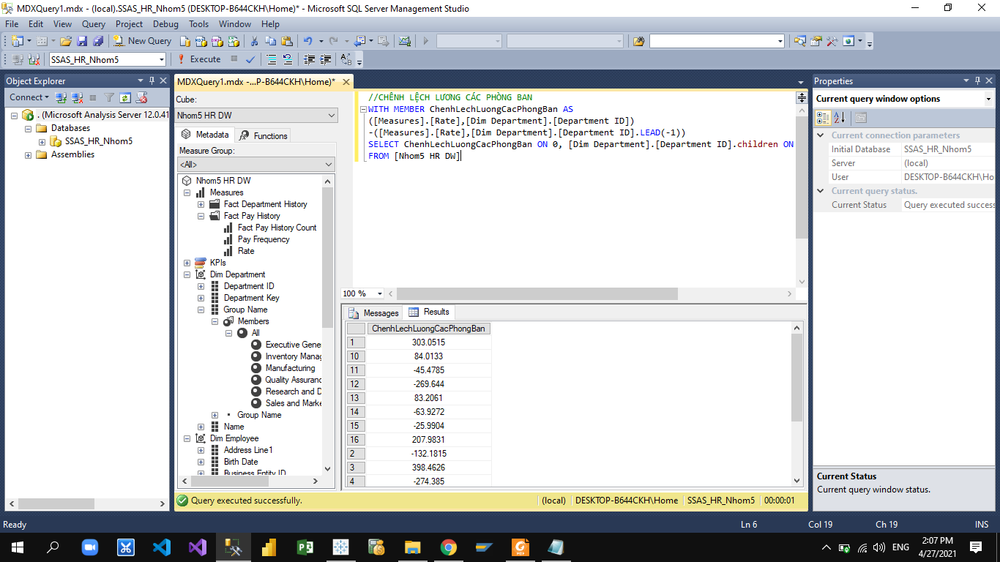 MDXQuery1.mdx - (local).SSAS_HR_Nhom5 (DESKTOP-B644CKH\Home)* - Microsoft SQL Server Management Studio
File Edit View Query Project Debug Tools Window Help
New Query
SSAS_HR_Nhom5 Execute
Object Explorer
Connect
. (Microsoft Analysis Server 12.0.41
Databases
SSAS_HR_Nhom5
Assemblies
MDXQuery1.mdx -...P-B644CKH\Home)*
Cube:
Nhom5 HR DW
Metadata Functions
Measure Group:
<All>
Nhom5 HR DW
Measures
Fact Department History
Fact Pay History
Fact Pay History Count
Pay Frequency
Rate
KPIs
Dim Department
Department ID
Department Key
Group Name
Members
All
Executive Gene
Inventory Manag
Manufacturing
Quality Assuranc
Research and D
Sales and Marke
Group Name
Name
Dim Employee
Address Line1
Birth Date
Business Entity ID
//CHÊNH LỆCH LƯƠNG CÁC PHÒNG BAN
WITH MEMBER ChenhLechLuongCacPhongBan AS
([Measures].[Rate],[Dim Department].[Department ID])
-([Measures].[Rate],[Dim Department].[Department ID].LEAD(-1))
SELECT ChenhLechLuongCacPhongBan ON 0, [Dim Department].[Department ID].children ON
FROM [Nhom5 HR DW]
100 %
Messages Results
ChenhLechLuongCacPhongBan
1 303.0515
10 84.0133
11 -45.4785
12 -269.644
13 83.2061
14 -63.9272
15 -25.9904
16 207.9831
2 -132.1815
3 398.4626
4 -274.385
Query executed successfully. (local) DESKTOP-B644CKH\Home SSAS_HR_Nhom5 00:00:01
Properties
Current query window options
Current connection parameters
Initial Database SSAS_HR_Nhom5
Server (local)
User DESKTOP-B644CKH\Ho
Current query status.
Current Status Query executed success
Current Status
Current query window status.
Ready Ln 6 Col 19 Ch 19 INS
ENG
2:07 PM
4/27/2021